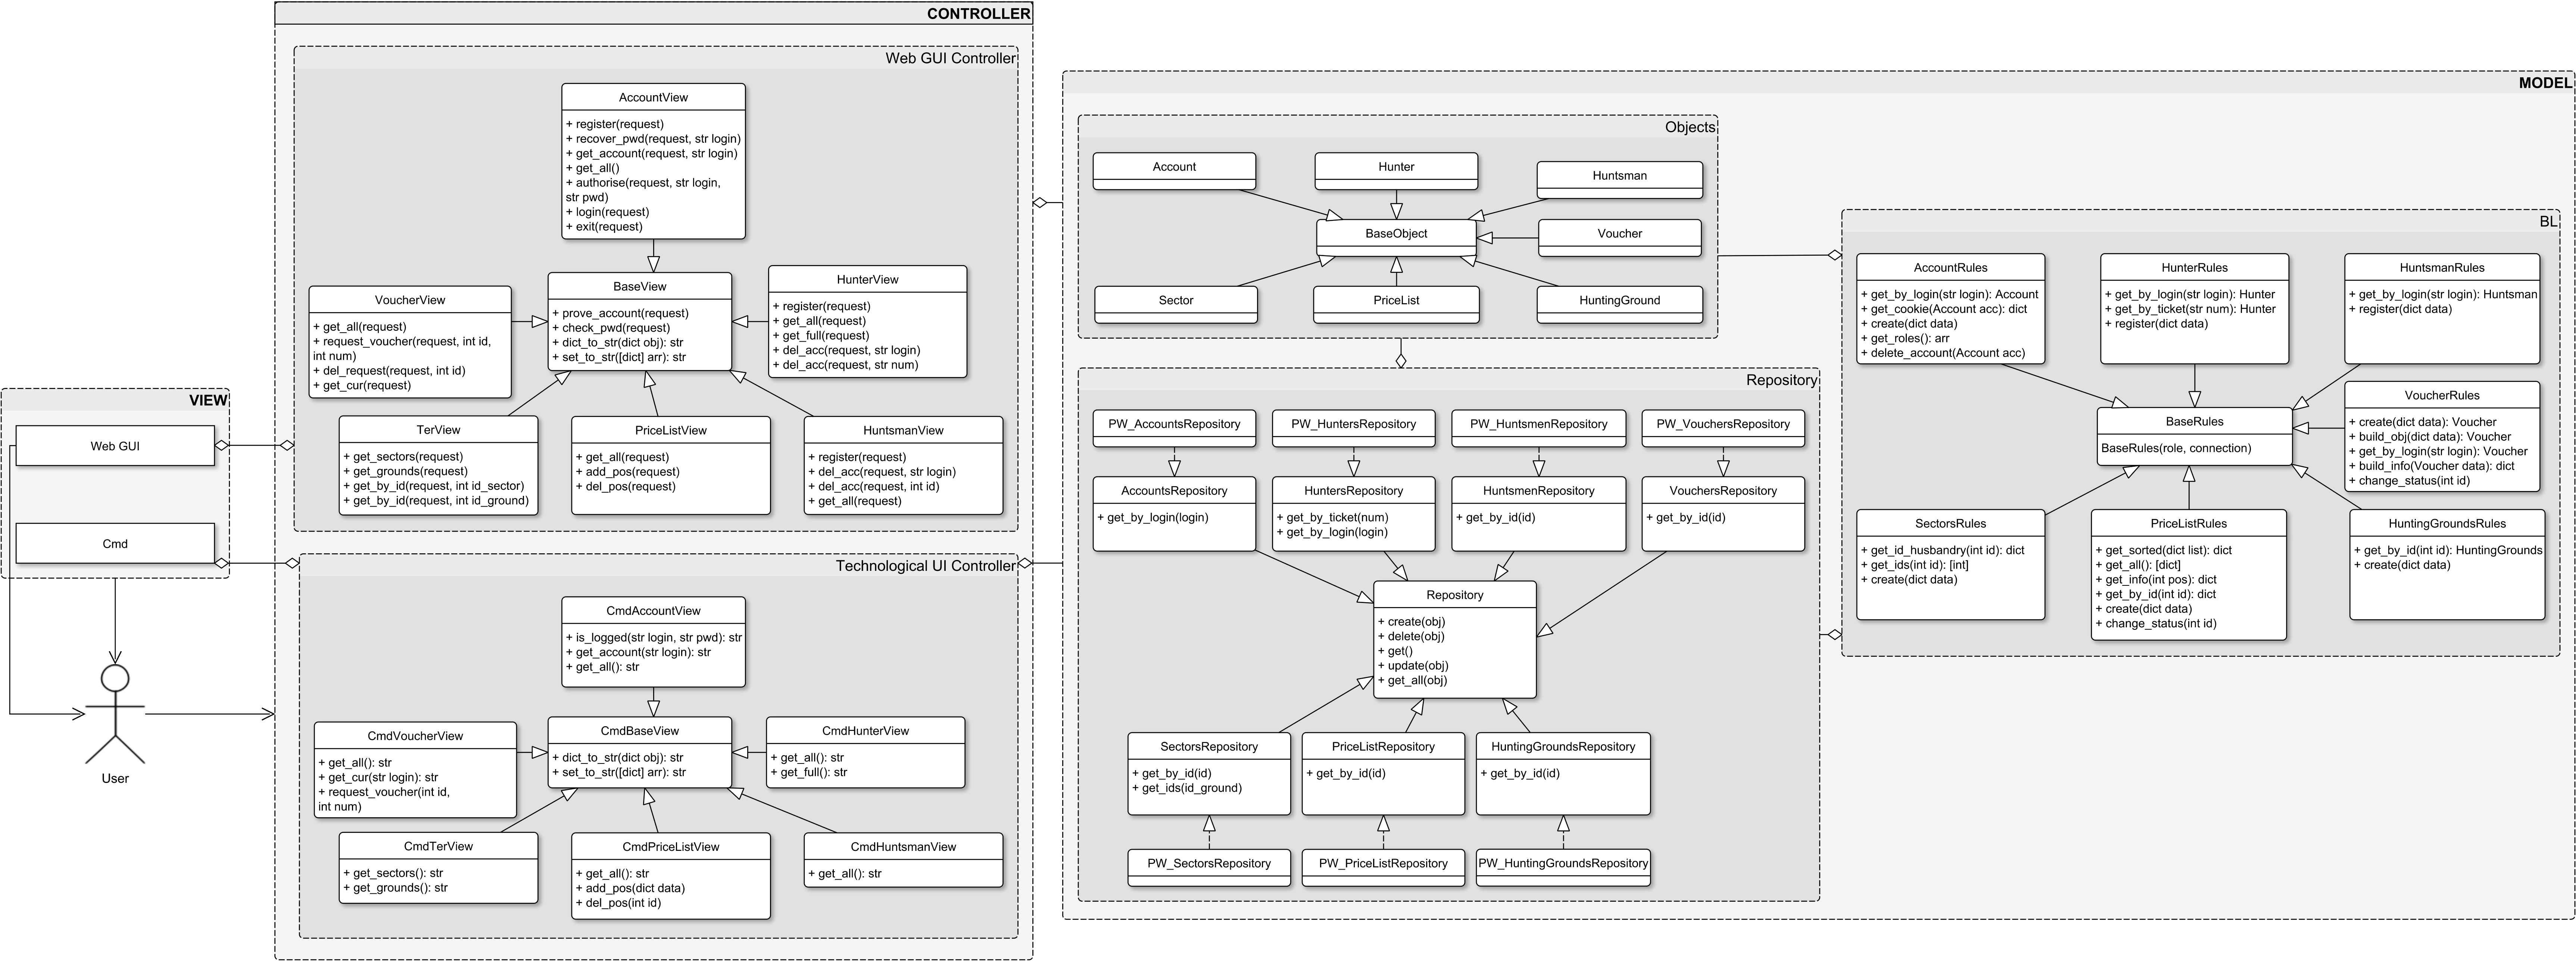 CONTROLLER
Web GUI Controller
AccountView
+ register(request)
+ recover_pwd(request, str login)
+ get_account(request, str login)
+ get_all()
+ authorise(request, str login,
str pwd)
+ login(request)
+ exit(request)
VoucherView
+ get_all(request)
+ request_voucher(request, int id,
int num)
+ del_request(request, int id)
+ get_cur(request)
BaseView
+ prove_account(request)
+ check_pwd(request)
+ dict_to_str(dict obj): str
+ set_to_str([dict] arr): str
HunterView
+ register(request)
+ get_all(request)
+ get_full(request)
+ del_acc(request, str login)
+ del_acc(request, str num)
TerView
+ get_sectors(request)
+ get_grounds(request)
+ get_by_id(request, int id_sector)
+ get_by_id(request, int id_ground)
PriceListView
+ get_all(request)
+ add_pos(request)
+ del_pos(request)
HuntsmanView
+ register(request)
+ del_acc(request, str login)
+ del_acc(request, int id)
+ get_all(request)
VIEW
Web GUI
Cmd
User
Technological UI Controller
CmdAccountView
+ is_logged(str login, str pwd): str
+ get_account(str login): str
+ get_all(): str
CmdVoucherView
+ get_all(): str
+ get_cur(str login): str
+ request_voucher(int id,
int num)
CmdBaseView
+ dict_to_str(dict obj): str
+ set_to_str([dict] arr): str
CmdHunterView
+ get_all(): str
+ get_full(): str
CmdTerView
+ get_sectors(): str
+ get_grounds(): str
CmdPriceListView
+ get_all(): str
+ add_pos(dict data)
+ del_pos(int id)
CmdHuntsmanView
+ get_all(): str
MODEL
Objects
Account
Hunter
Huntsman
BaseObject
Voucher
Sector
PriceList
HuntingGround
Repository
PW_AccountsRepository
PW_HuntersRepository
PW_HuntsmenRepository
PW_VouchersRepository
AccountsRepository
+ get_by_login(login)
HuntersRepository
+ get_by_ticket(num)
+ get_by_login(login)
HuntsmenRepository
+ get_by_id(id)
VouchersRepository
+ get_by_id(id)
Repository
+ create(obj)
+ delete(obj)
+ get()
+ update(obj)
+ get_all(obj)
SectorsRepository
+ get_by_id(id)
+ get_ids(id_ground)
PriceListRepository
+ get_by_id(id)
HuntingGroundsRepository
+ get_by_id(id)
PW_SectorsRepository
PW_PriceListRepository
PW_HuntingGroundsRepository
BL
AccountRules
+ get_by_login(str login): Account
+ get_cookie(Account acc): dict
+ create(dict data)
+ get_roles(): arr
+ delete_account(Account acc)
HunterRules
+ get_by_login(str login): Hunter
+ get_by_ticket(str num): Hunter
+ register(dict data)
HuntsmanRules
+ get_by_login(str login): Huntsman
+ register(dict data)
BaseRules
BaseRules(role, connection)
VoucherRules
+ create(dict data): Voucher
+ build_obj(dict data): Voucher
+ get_by_login(str login): Voucher
+ build_info(Voucher data): dict
+ change_status(int id)
SectorsRules
+ get_id_husbandry(int id): dict
+ get_ids(int id): [int]
+ create(dict data)
PriceListRules
+ get_sorted(dict list): dict
+ get_all(): [dict]
+ get_info(int pos): dict
+ get_by_id(int id): dict
+ create(dict data)
+ change_status(int id)
HuntingGroundsRules
+ get_by_id(int id): HuntingGrounds
+ create(dict data)